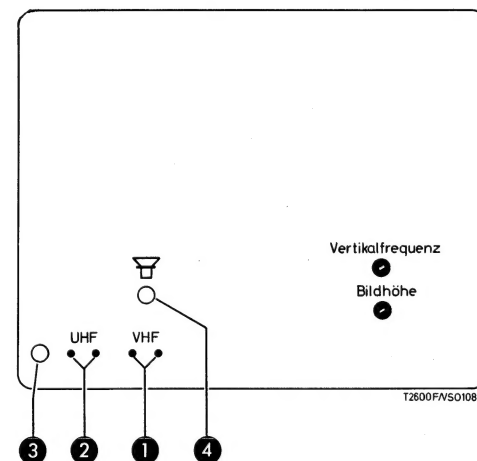 Vertikalfrequenz
Bildhöhe
UHF VHF
T2600F/VS0108
3 2 1 4